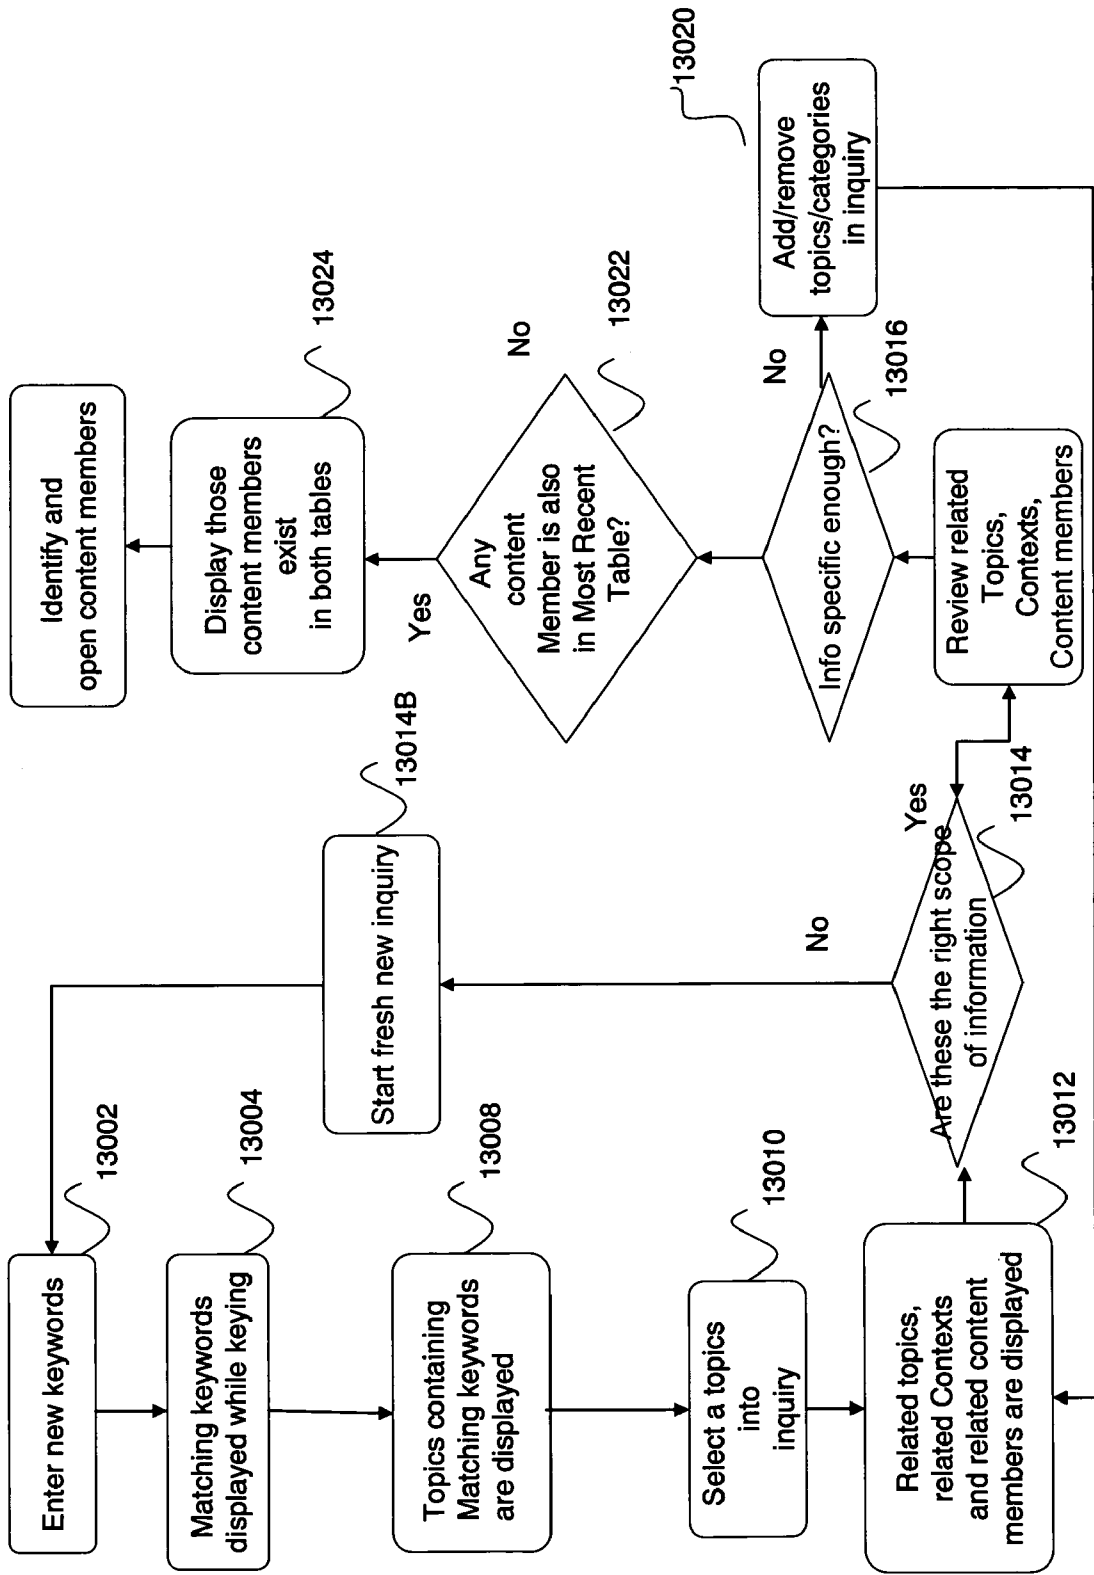 Enter new keywords
13002
Matching keywords
displayed while keying
13004
Topics containing
Matching keywords
are displayed
13008
Select a topics
into
inquiry
13010
Related topics,
related Contexts
and related content
members are displayed
13012
Are these the right scope
of information
13014
No
Yes
Start fresh new inquiry
13014B
Review related
Topics,
Contexts,
Content members
Info specific enough?
13016
No
Add/remove
topics/categories
in inquiry
13020
Any
content
Member is also
in Most Recent
Table?
13022
No
Yes
Display those
content members
exist
in both tables
13024
Identify and
open content members